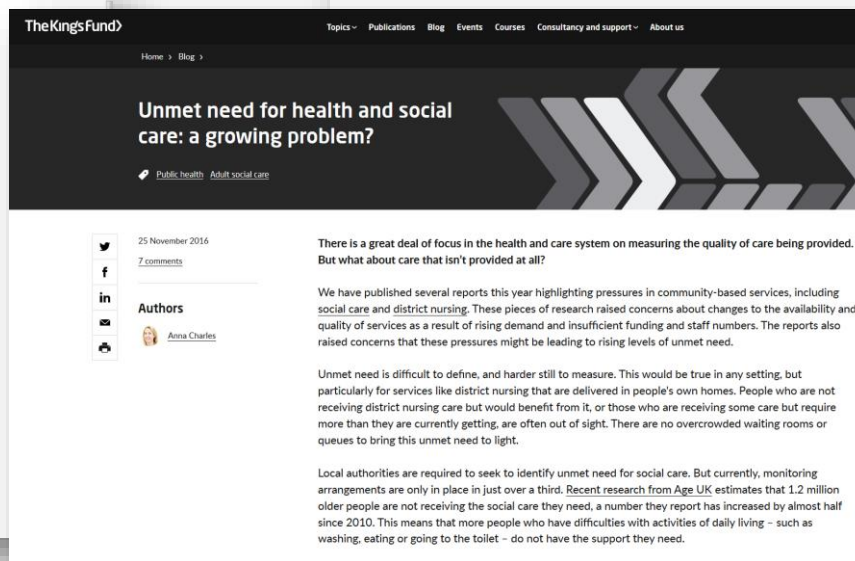 The King's Fund>
Topics Publications Blog Events Courses Consultancy and support About us
Home > Blog >
Unmet need for health and social
care: a growing problem?
Public health Adult social care
25 November 2016
7 comments
Authors
Anna Charles
There is a great deal of focus in the health and care system on measuring the quality of care being provided.
But what about care that isn't provided at all?
We have published several reports this year highlighting pressures in community-based services, including
social care and district nursing. These pieces of research raised concerns about changes to the availability and
quality of services as a result of rising demand and insufficient funding and staff numbers. The reports also
raised concerns that these pressures might be leading to rising levels of unmet need.
Unmet need is difficult to define, and harder still to measure. This would be true in any setting, but
particularly for services like district nursing that are delivered in people's own homes. People who are not
receiving district nursing care but would benefit from it, or those who are receiving some care but require
more than they are currently getting, are often out of sight. There are no overcrowded waiting rooms or
queues to bring this unmet need to light.
Local authorities are required to seek to identify unmet need for social care. But currently, monitoring
arrangements are only in place in just over a third. Recent research from Age UK estimates that 1.2 million
older people are not receiving the social care they need, a number they report has increased by almost half
since 2010. This means that more people who have difficulties with activities of daily living – such as
washing, eating or going to the toilet – do not have the support they need.